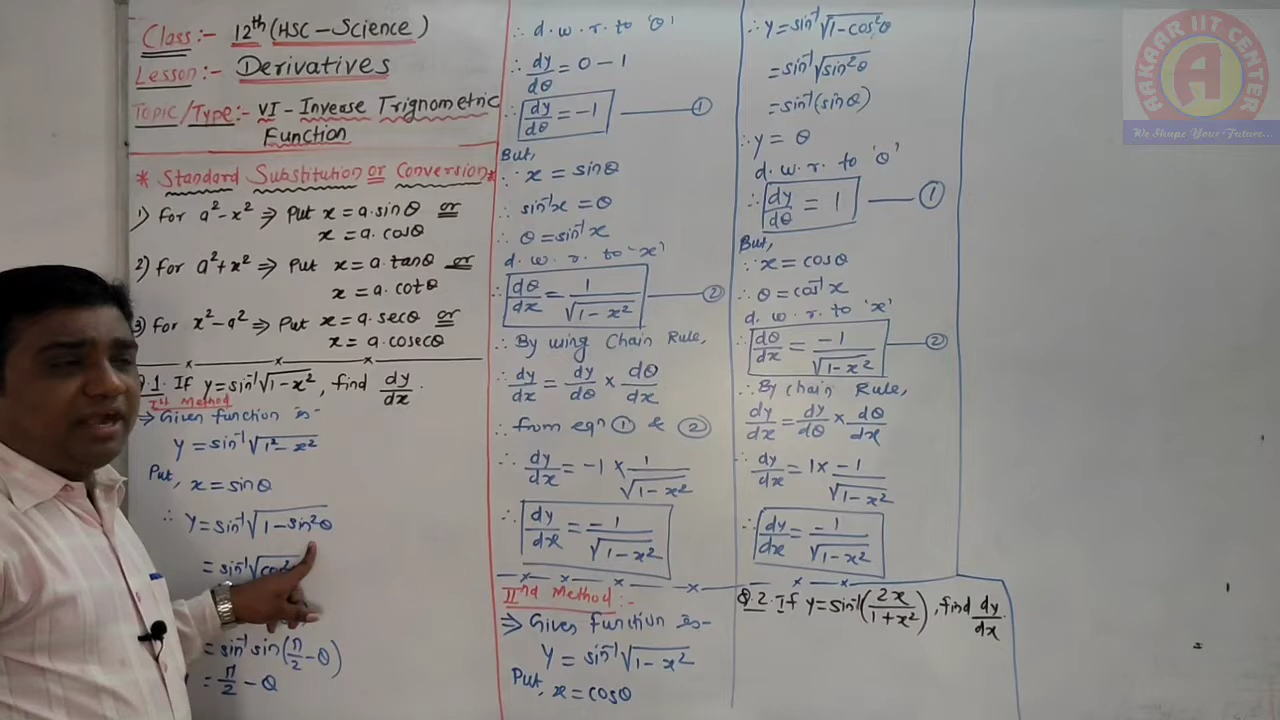 Class:- 12th (HSC - Science)
Lesson:- Derivatives
TOPIC/Type:- VI - Inverse Trignometric
Function
* Standard Substitution or Conversion *
1) For a² - x² ⇒ Put x = a.sinθ or
x = a.cosθ
2) For a² + x² ⇒ Put x = a.tanθ or
x = a.cotθ
3) For x² - a² ⇒ Put x = a.secθ or
x = a.cosecθ
Q.1. If y = sin⁻¹√(1-x²), find dy/dx.
Ist Method
⇒ Given function is-
y = sin⁻¹√(1² - x²)
Put, x = sinθ
∴ y = sin⁻¹√(1 - sin²θ)
= sin⁻¹√cos²
= sin⁻¹ sin(π/2 - θ)
= π/2 - θ
∴ d.w.r. to 'θ'
∴ dy/dθ = 0 - 1
∴ dy/dθ = -1 — ①
But,
∵ x = sinθ
∴ sin⁻¹x = θ
∴ θ = sin⁻¹x
d.w.r. to 'x'
∴ dθ/dx = 1/√(1-x²) — ②
∴ By using Chain Rule,
∴ dy/dx = dy/dθ × dθ/dx
∴ from eqn ① & ②
∴ dy/dx = -1 × 1/√(1-x²)
∴ dy/dx = -1/√(1-x²)
IInd Method:-
⇒ Given function is-
y = sin⁻¹√(1-x²)
Put, x = cosθ
∴ y = sin⁻¹√(1-cos²θ)
= sin⁻¹√sin²θ
= sin⁻¹(sinθ)
∴ y = θ
d.w.r. to 'θ'
∴ dy/dθ = 1 — ①
But,
∵ x = cosθ
∴ θ = cos⁻¹x
d.w.r. to 'x'
∴ dθ/dx = -1/√(1-x²) — ②
∴ By Chain Rule,
dy/dx = dy/dθ × dθ/dx
∴ dy/dx = 1 × -1/√(1-x²)
∴ dy/dx = -1/√(1-x²)
Q.2. If y = sin⁻¹(2x/(1+x²)), find dy/dx.
AAKAAR IIT CENTER
A
We Shape Your Future...